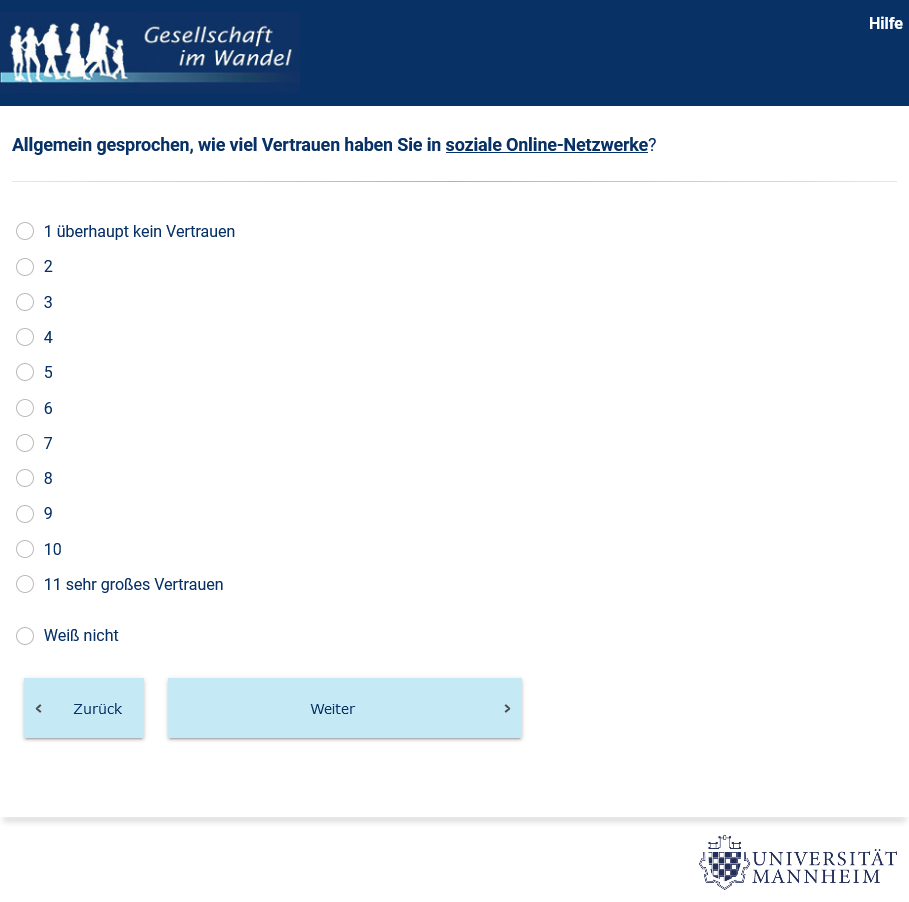 Gesellschaft
im Wandel
Hilfe
Allgemein gesprochen, wie viel Vertrauen haben Sie in soziale Online-Netzwerke?
1 überhaupt kein Vertrauen
2
3
4
5
6
7
8
9
10
11 sehr großes Vertrauen
Weiß nicht
Zurück
Weiter
UNIVERSITÄT
MANNHEIM